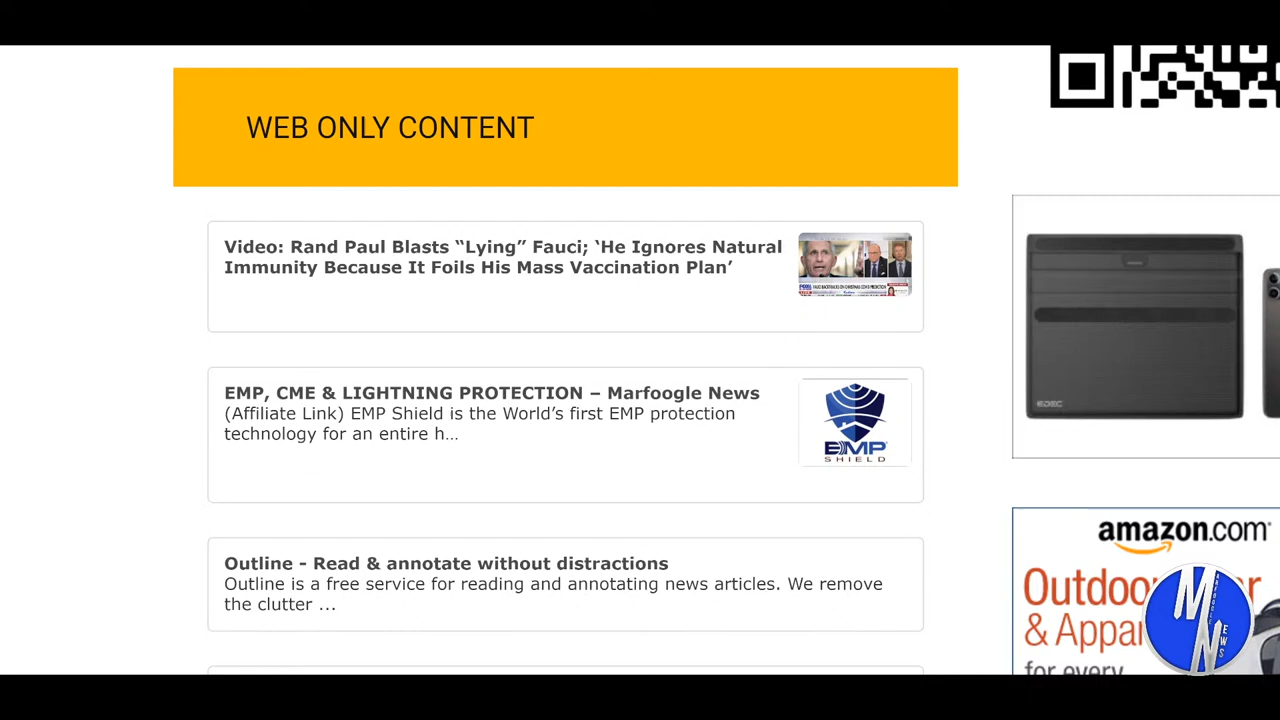 WEB ONLY CONTENT
Video: Rand Paul Blasts “Lying” Fauci; ‘He Ignores Natural
Immunity Because It Foils His Mass Vaccination Plan’
EMP, CME & LIGHTNING PROTECTION – Marfoogle News
(Affiliate Link) EMP Shield is the World’s first EMP protection
technology for an entire h...
EMP
SHIELD
Outline - Read & annotate without distractions
Outline is a free service for reading and annotating news articles. We remove
the clutter ...
amazon.com
& Appar
for every